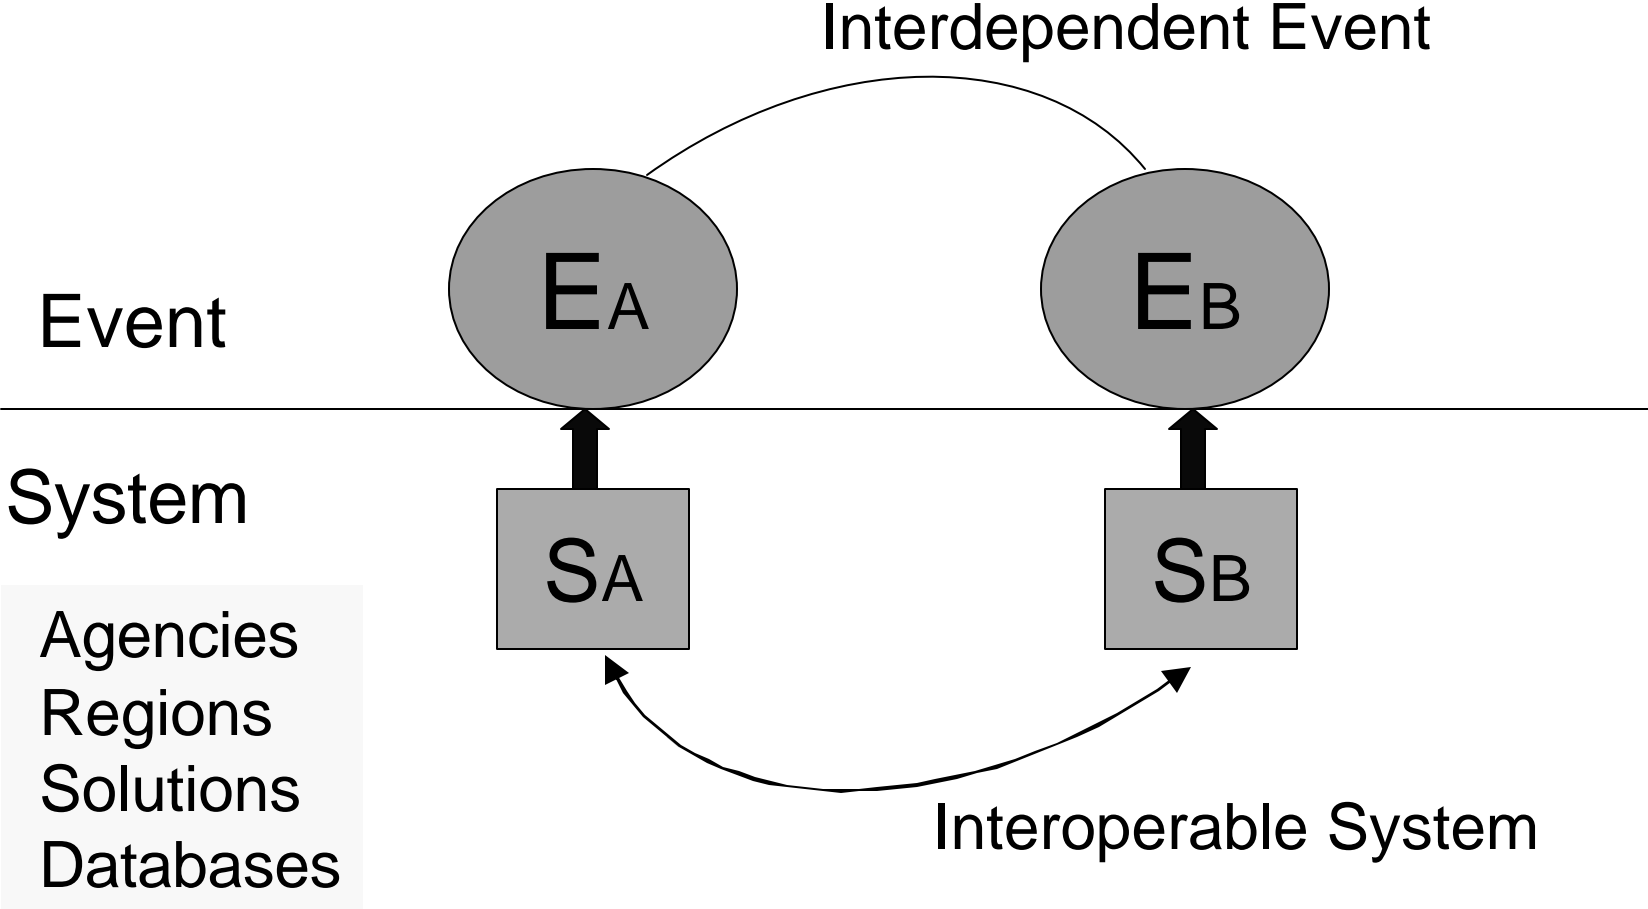 Interdependent Event
EA
EB
Event
System
SA
SB
Agencies
Regions
Solutions
Databases
Interoperable System